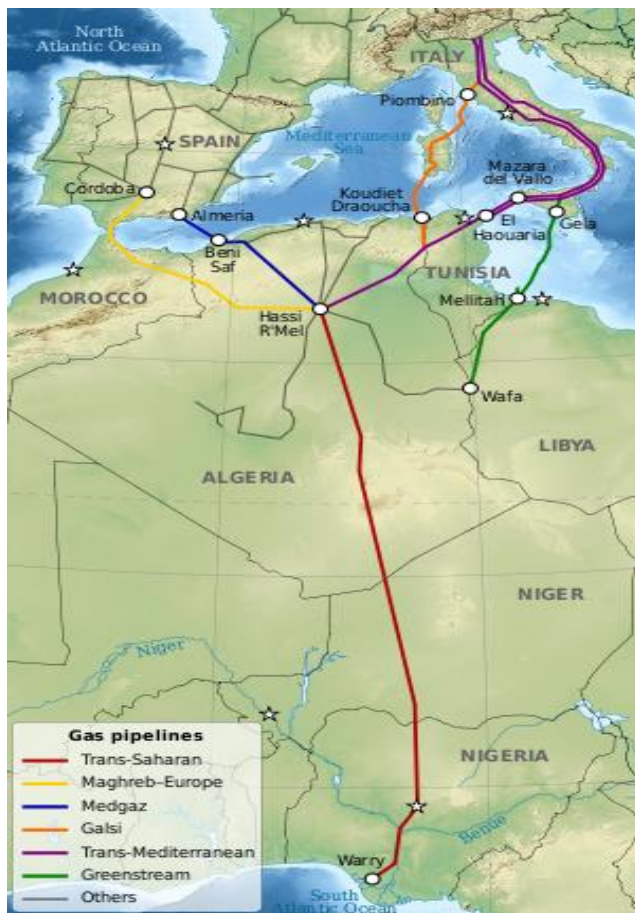 North
Atlantic Ocean
ITALY
Piombino
SPAIN
Mediterranean
Sea
Mazara
del Vallo
Cordoba
Koudiet
Draoucha
Almeria
El
Haouaria
Gela
Beni
Saf
TUNISIA
MOROCCO
Mellitah
Hassi
R'Mel
Wafa
LIBYA
ALGERIA
NIGER
Niger
Gas pipelines
Trans-Saharan
Maghreb–Europe
Medgaz
Galsi
Trans-Mediterranean
Greenstream
Others
NIGERIA
Benue
Warry
South
Atlantic Ocean